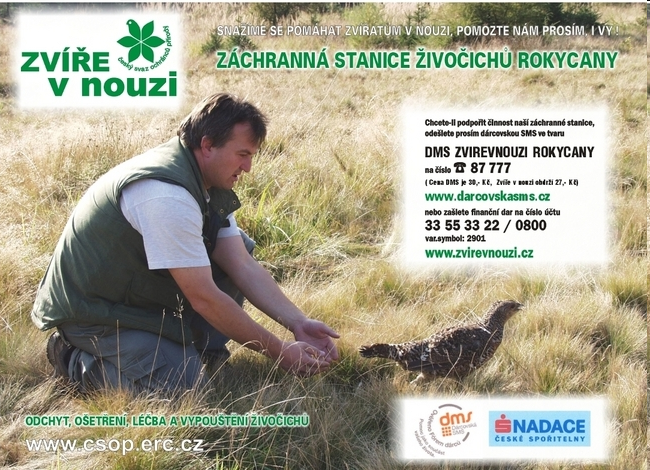 ZVÍŘE
v nouzi
český svaz ochránců přírody
SNAŽÍME SE POMÁHAT ZVÍŘATŮM V NOUZI, POMOZTE NÁM PROSÍM, I VY !
ZÁCHRANNÁ STANICE ŽIVOČICHŮ ROKYCANY
Chcete-li podpořit činnost naší záchranné stanice,
odešlete prosím dárcovskou SMS ve tvaru
DMS ZVIREVNOUZI ROKYCANY
na číslo ☎ 87 777
( Cena DMS je 30,- Kč, Zvíře v nouzi obdrží 27,- Kč)
www.darcovskasms.cz
nebo zašlete finanční dar na číslo účtu
33 55 33 22 / 0800
var.symbol: 2901
www.zvirevnouzi.cz
ODCHYT, OŠETŘENÍ, LÉČBA A VYPOUŠTĚNÍ ŽIVOČICHŮ
www.csop.erc.cz
dms
Dárcovská
SMS
NADACE
ČESKÉ SPOŘITELNY